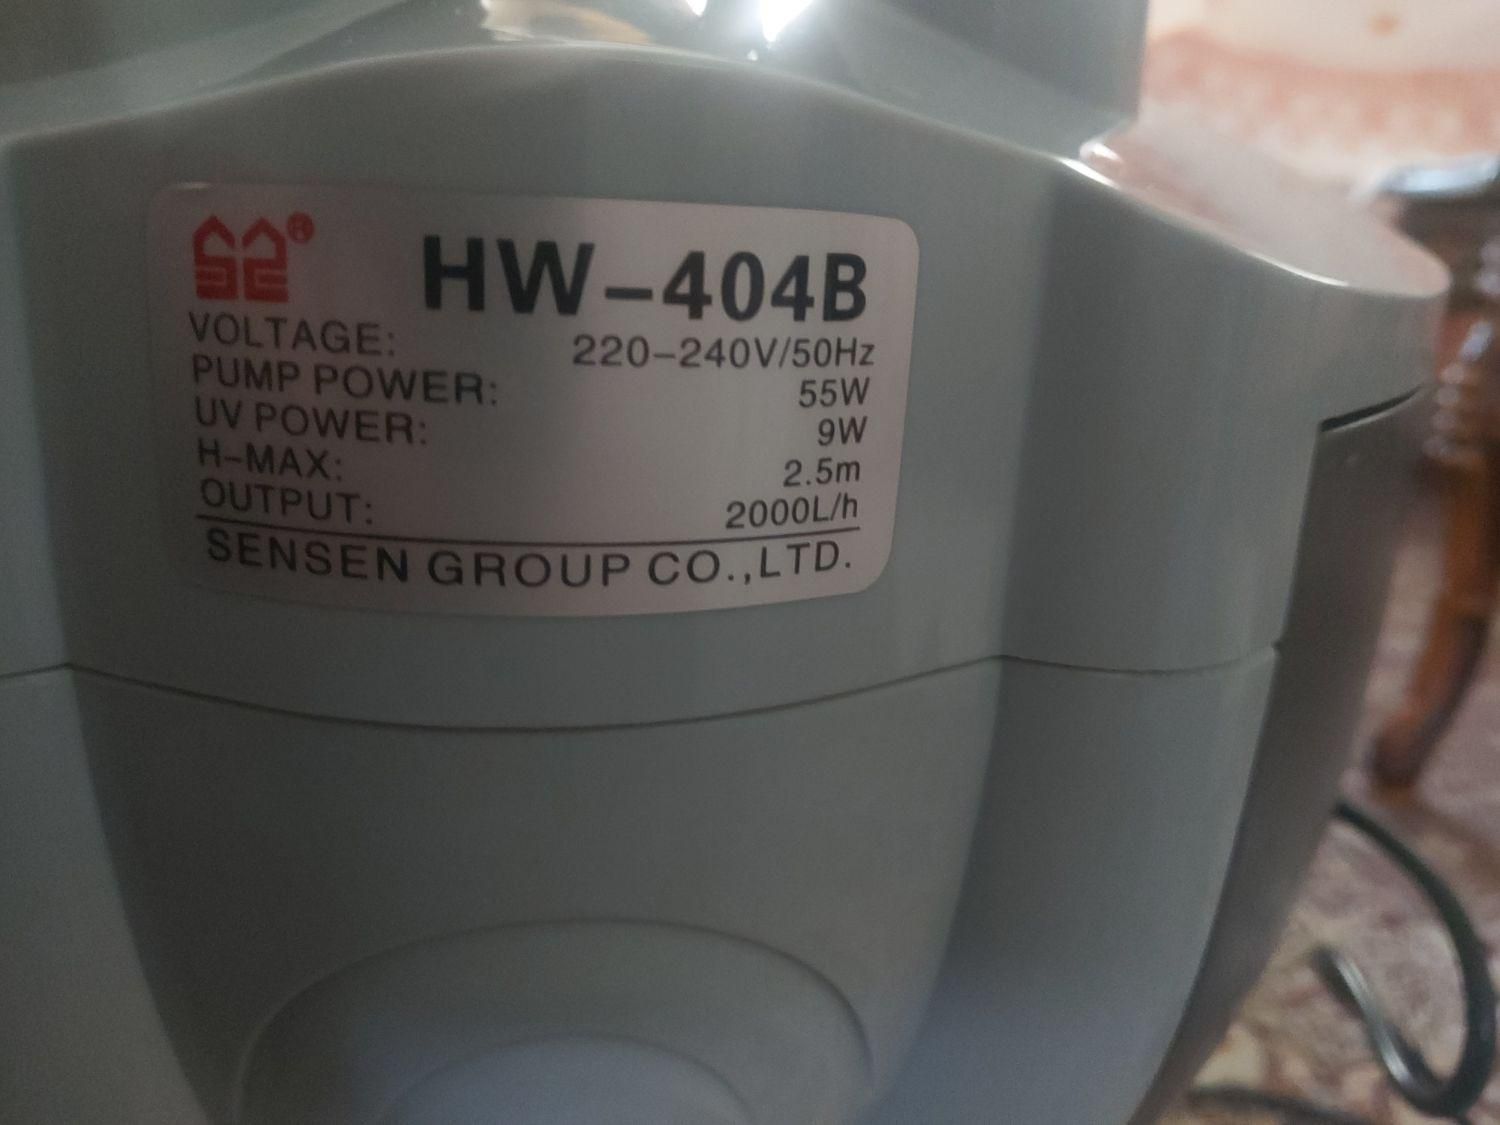 HW-404B
VOLTAGE: 220-240V/50Hz
PUMP POWER: 55W
UV POWER: 9W
H-MAX: 2.5m
OUTPUT: 2000L/h
SENSEN GROUP CO.,LTD.